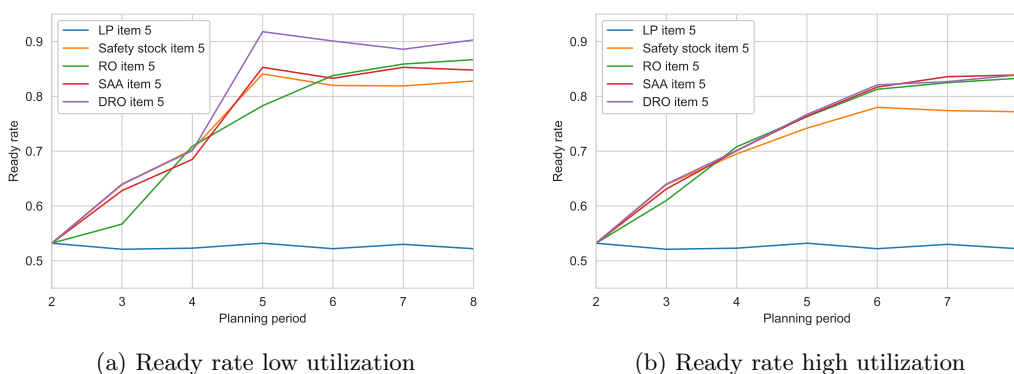 LP item 5
Safety stock item 5
RO item 5
SAA item 5
DRO item 5
0.9
0.8
0.7
0.6
0.5
Ready rate
2 3 4 5 6 7 8
Planning period
(a) Ready rate low utilization
LP item 5
Safety stock item 5
RO item 5
SAA item 5
DRO item 5
0.9
0.8
0.7
0.6
0.5
Ready rate
2 3 4 5 6 7
Planning period
(b) Ready rate high utilization